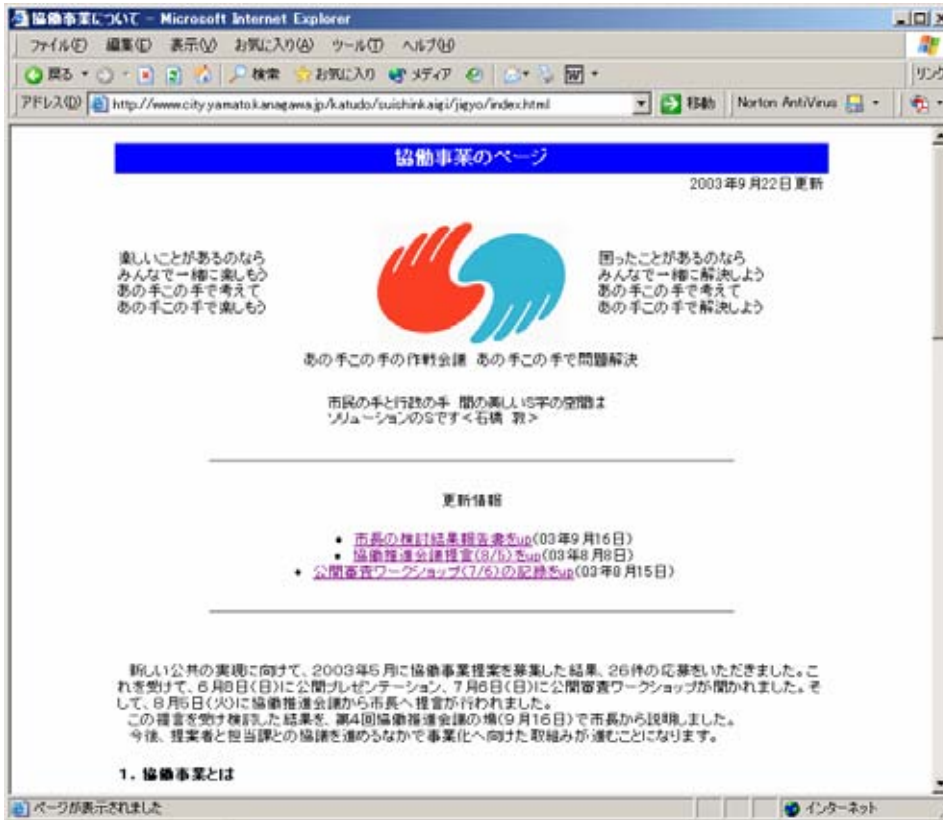 協働事業について - Microsoft Internet Explorer
ファイル(F) 編集(E) 表示(V) お気に入り(A) ツール(T) ヘルプ(H)
戻る 検索 お気に入り メディア
アドレス(D) http://www.city.yamato.kanagawa.jp/katudo/suichinkaigi/jigyo/index.html 移動 Norton AntiVirus
協働事業のページ
2003年9月22日更新
楽しいことがあるのなら
みんなで一緒に楽しもう
あの手この手で考えて
あの手この手で楽しもう
困ったことがあるのなら
みんなで一緒に解決しよう
あの手この手で考えて
あの手この手で解決しよう
あの手この手の作戦会議 あの手この手で問題解決
市民の手と行政の手 間の美しいS字の空間は
ソリューションのSです<石橋 敦>
更新情報
• 市長の検討結果報告書をup(03年9月16日)
• 協働推進会議提言(8/5)をup(03年8月8日)
• 公開審査ワークショップ(7/6)の記録をup(03年8月15日)
新しい公共の実現に向けて、2003年5月に協働事業提案を募集した結果、26件の応募をいただきました。こ
れを受けて、6月8日(日)に公開プレゼンテーション、7月6日(日)に公開審査ワークショップが開かれました。そ
して、8月5日(火)に協働推進会議から市長へ提言が行われました。
この提言を受け検討した結果を、第4回協働推進会議の場(9月16日)で市長から説明しました。
今後、提案者と担当課との協議を進めるなかで事業化へ向けた取組みが進むことになります。
1. 協働事業とは
ページが表示されました インターネット